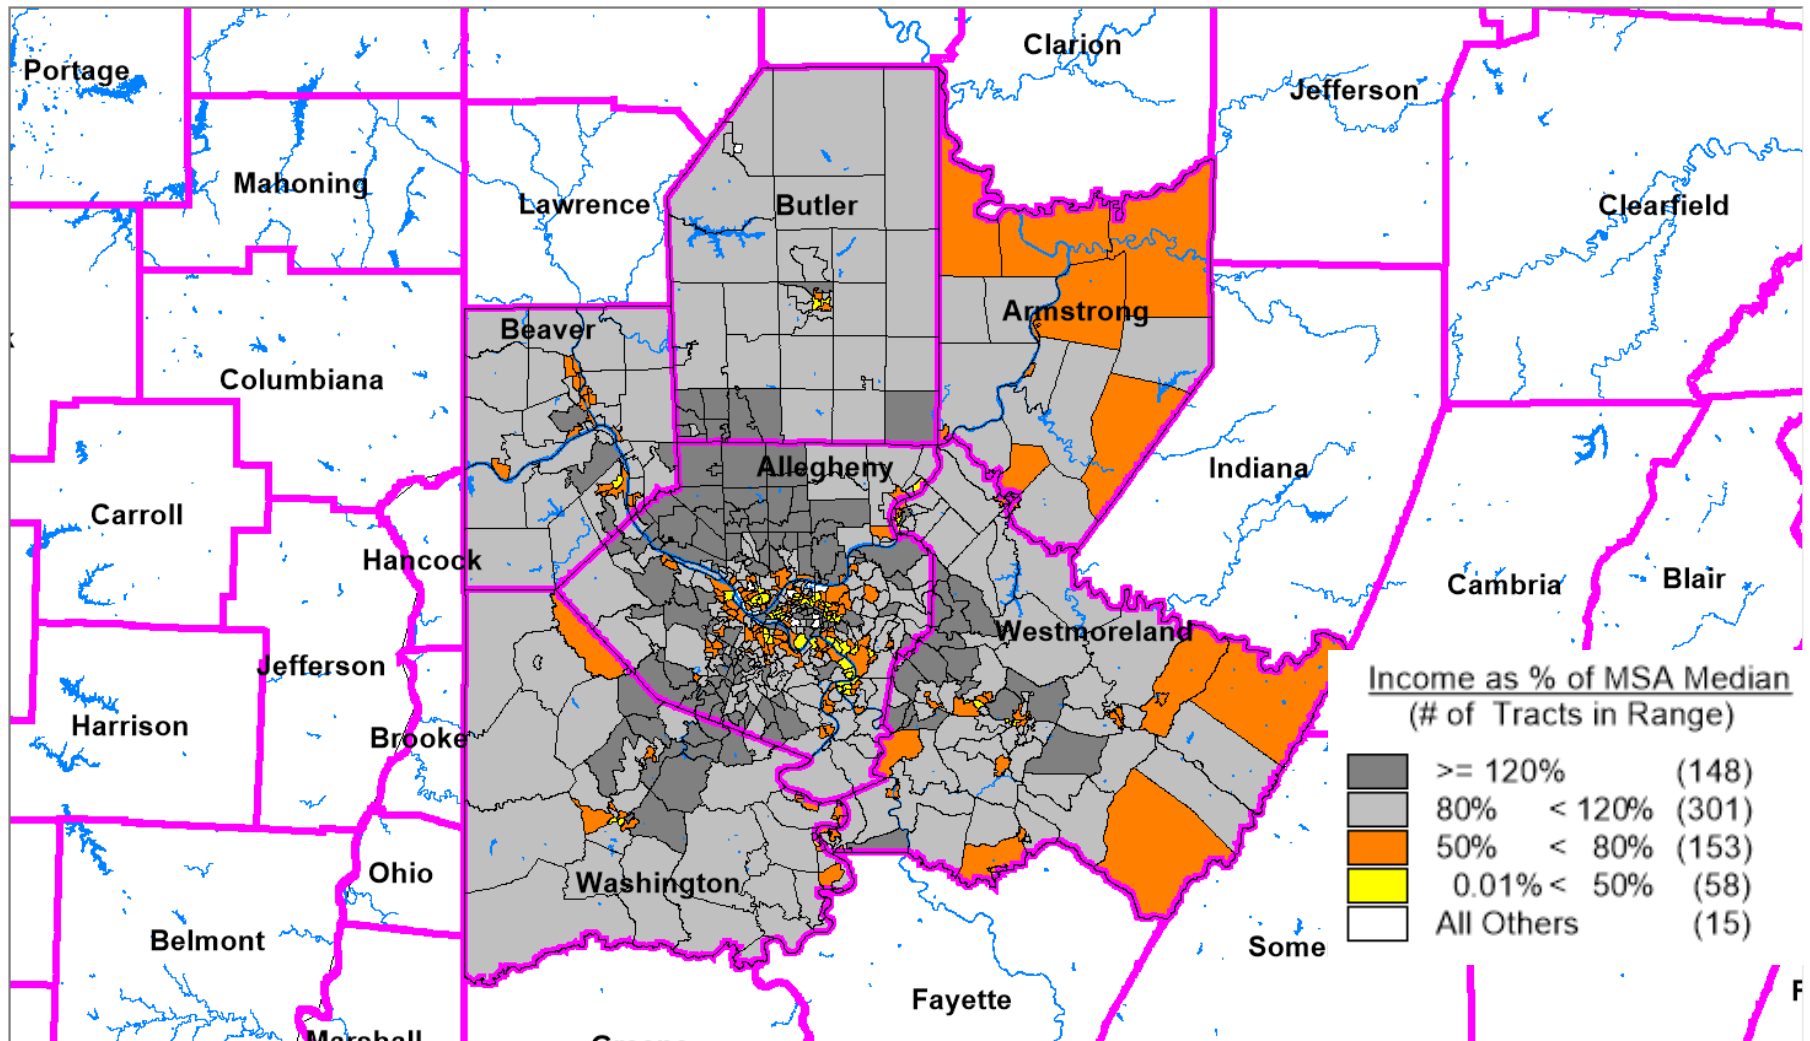 Clarion
Portage
Jefferson
Mahoning
Lawrence
Butler
Clearfield
Armstrong
Beaver
Columbiana
Allegheny
Indiana
Carroll
Hancock
Cambria
Blair
Westmoreland
Jefferson
Harrison
Brooke
Washington
Ohio
Belmont
Some
Fayette
Income as % of MSA Median
(# of Tracts in Range)
>= 120% (148)
80% < 120% (301)
50% < 80% (153)
0.01% < 50% (58)
All Others (15)